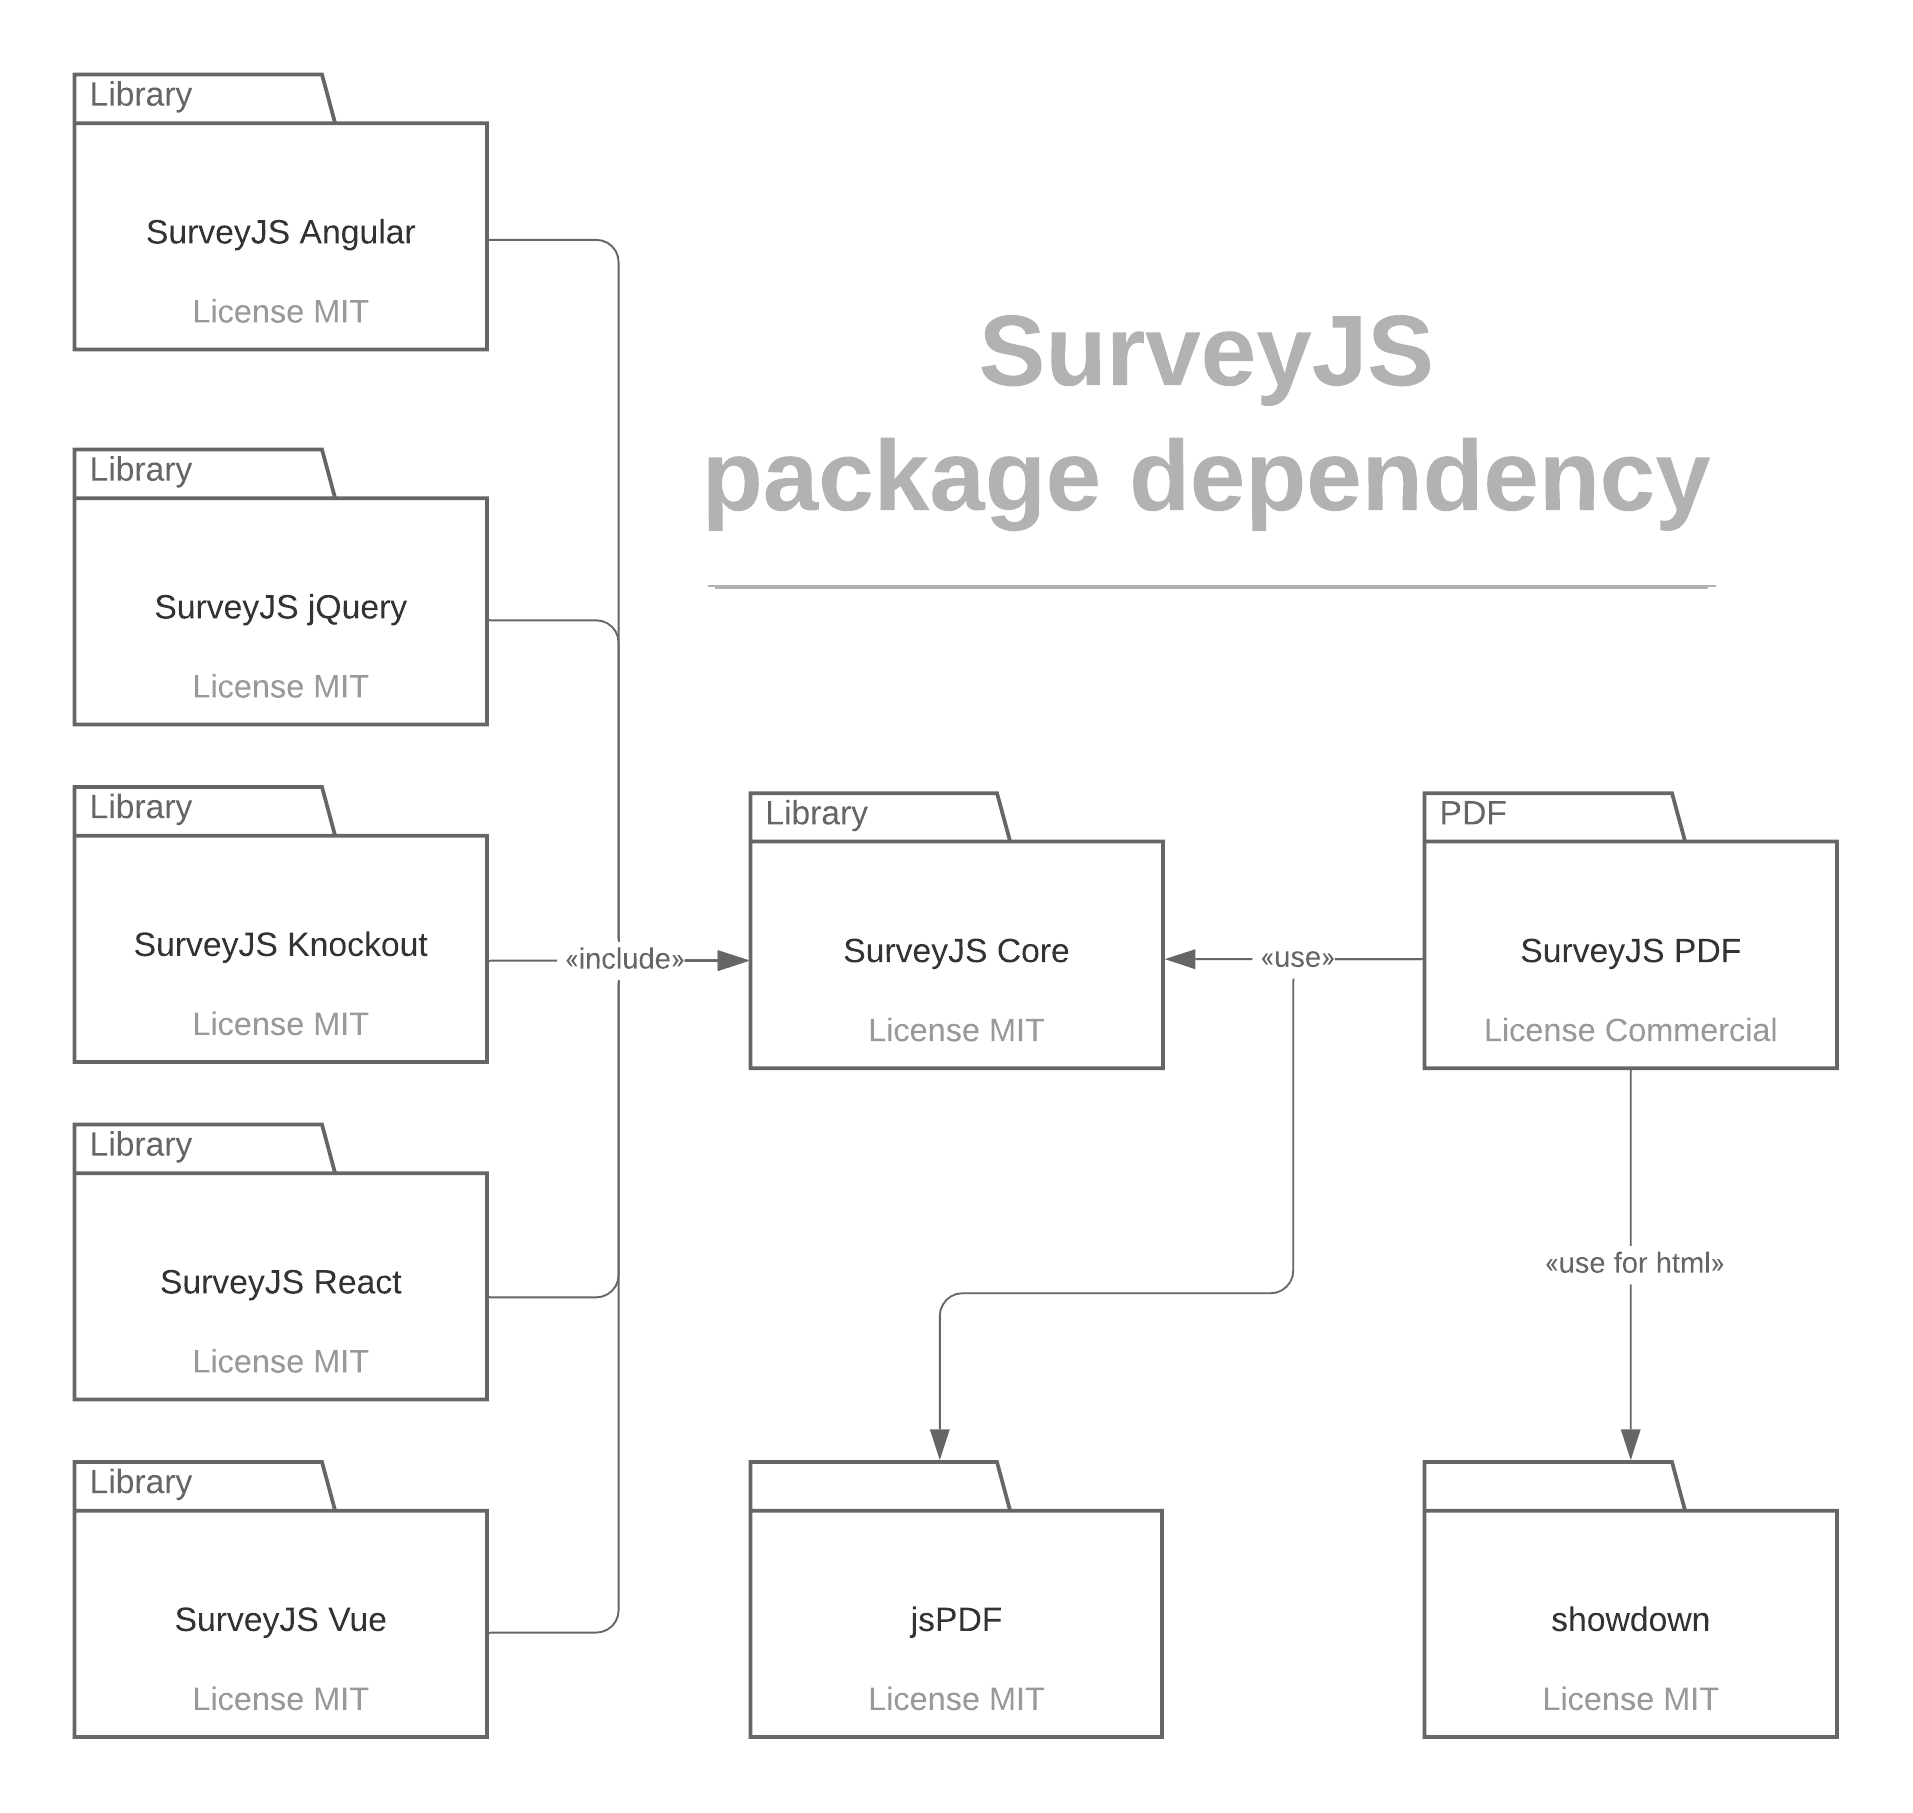 Library
SurveyJS Angular
License MIT
SurveyJS
package dependency
Library
SurveyJS jQuery
License MIT
Library
SurveyJS Knockout
License MIT
«include»
Library
SurveyJS Core
License MIT
«use»
PDF
SurveyJS PDF
License Commercial
Library
SurveyJS React
License MIT
«use for html»
Library
SurveyJS Vue
License MIT
jsPDF
License MIT
showdown
License MIT